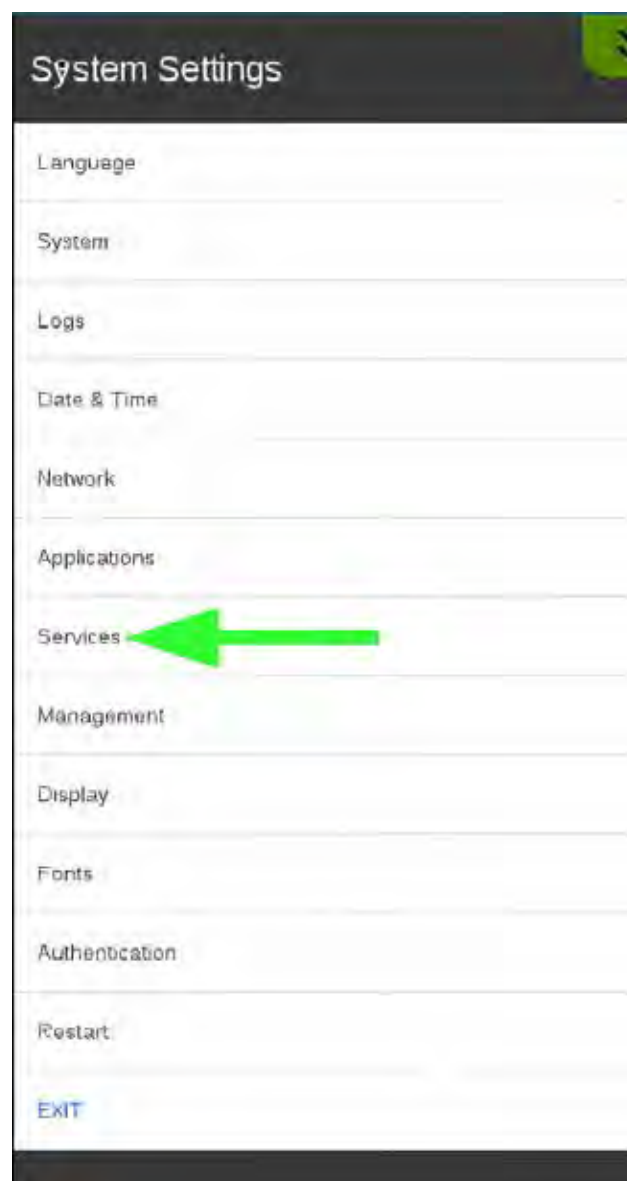 System Settings
Language
System
Logs
Date & Time
Network
Applications
Services
Management
Display
Fonts
Authentication
Restart
EXIT